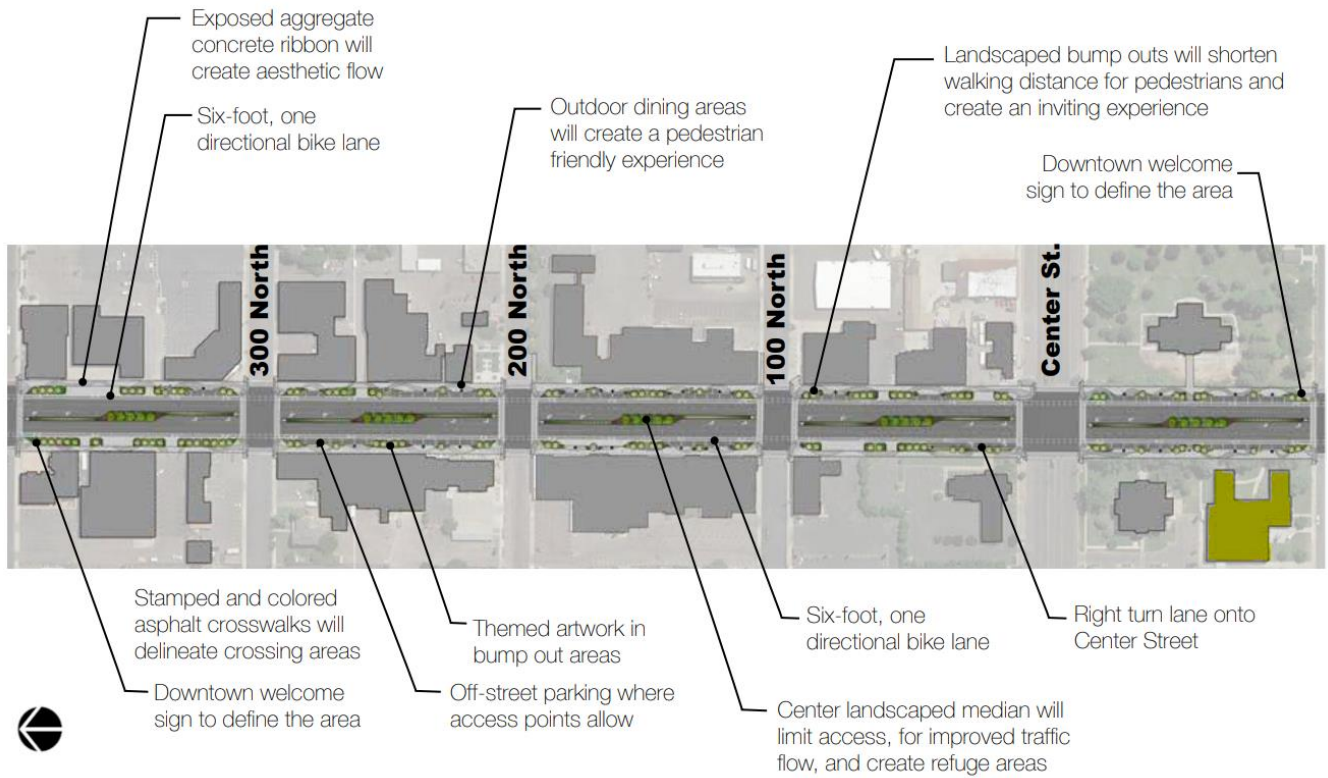 Exposed aggregate
concrete ribbon will
create aesthetic flow
Six-foot, one
directional bike lane
Outdoor dining areas
will create a pedestrian
friendly experience
Landscaped bump outs will shorten
walking distance for pedestrians and
create an inviting experience
Downtown welcome
sign to define the area
300 North
200 North
100 North
Center St.
Stamped and colored
asphalt crosswalks will
delineate crossing areas
Downtown welcome
sign to define the area
Themed artwork in
bump out areas
Off-street parking where
access points allow
Six-foot, one
directional bike lane
Center landscaped median will
limit access, for improved traffic
flow, and create refuge areas
Right turn lane onto
Center Street